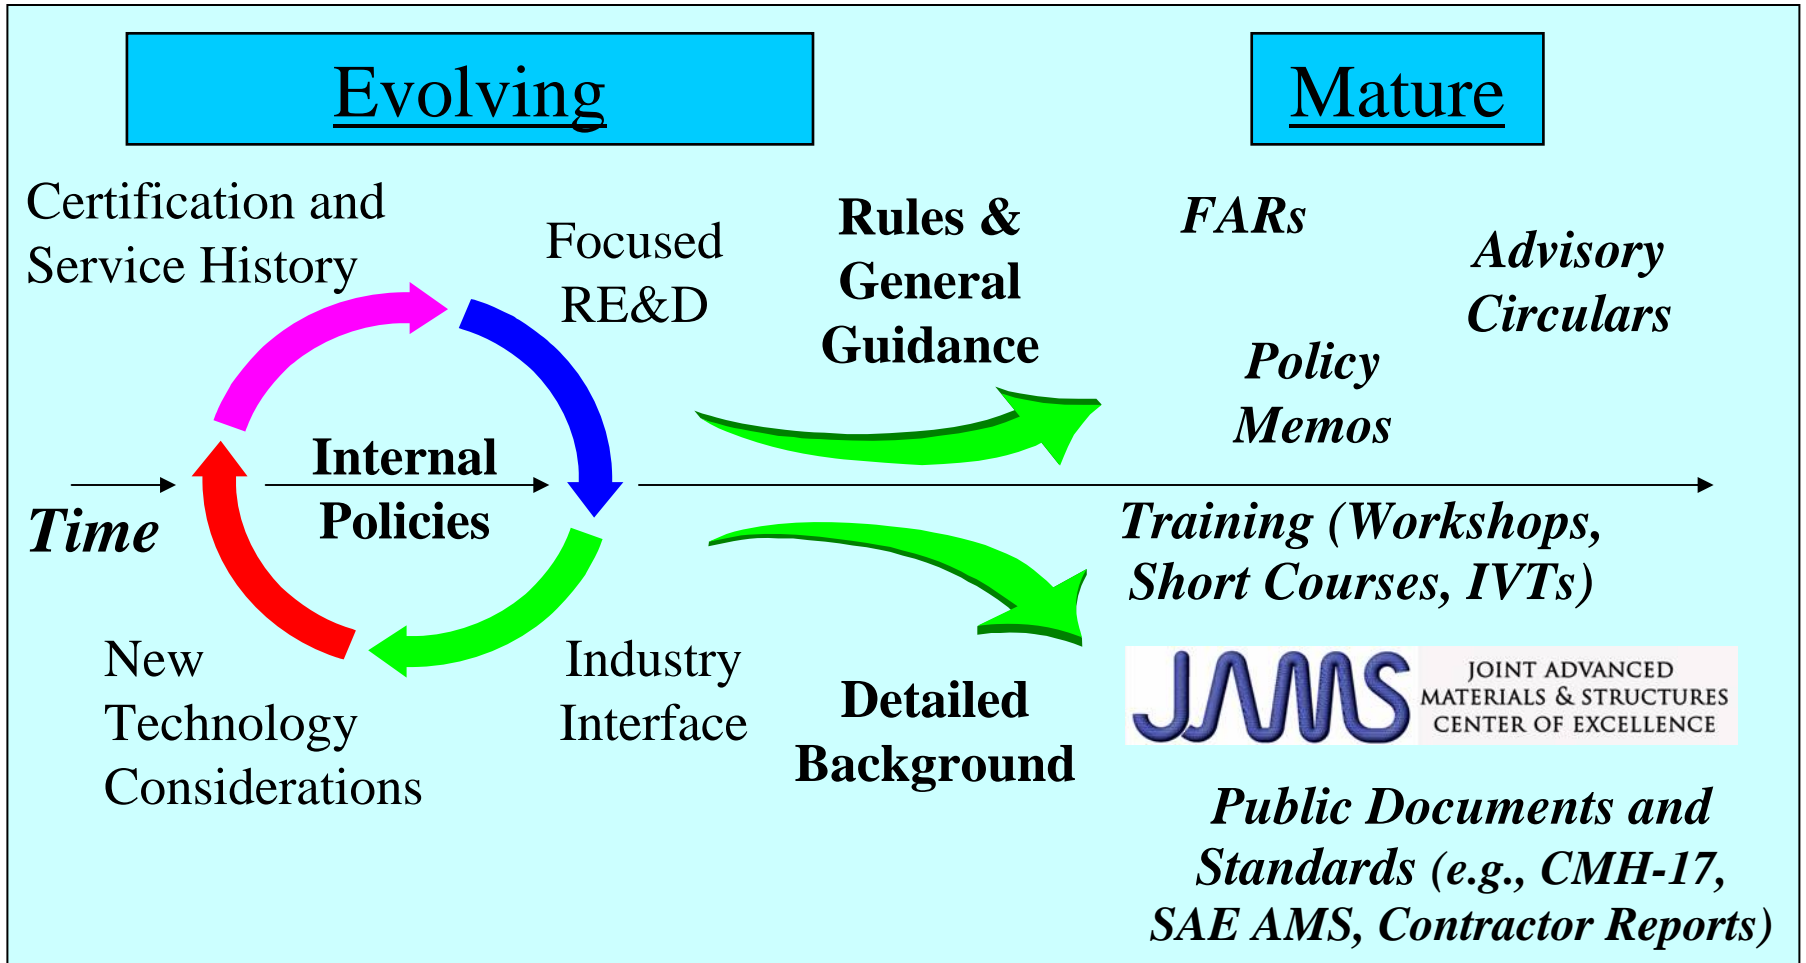 Evolving
Mature
Certification and
Service History
Focused
RE&D
Rules &
General
Guidance
FARs
Advisory
Circulars
Policy
Memos
Internal
Policies
Time
Training (Workshops,
Short Courses, IVTs)
New
Technology
Considerations
Industry
Interface
Detailed
Background
JAMS
JOINT ADVANCED
MATERIALS & STRUCTURES
CENTER OF EXCELLENCE
Public Documents and
Standards (e.g., CMH-17,
SAE AMS, Contractor Reports)